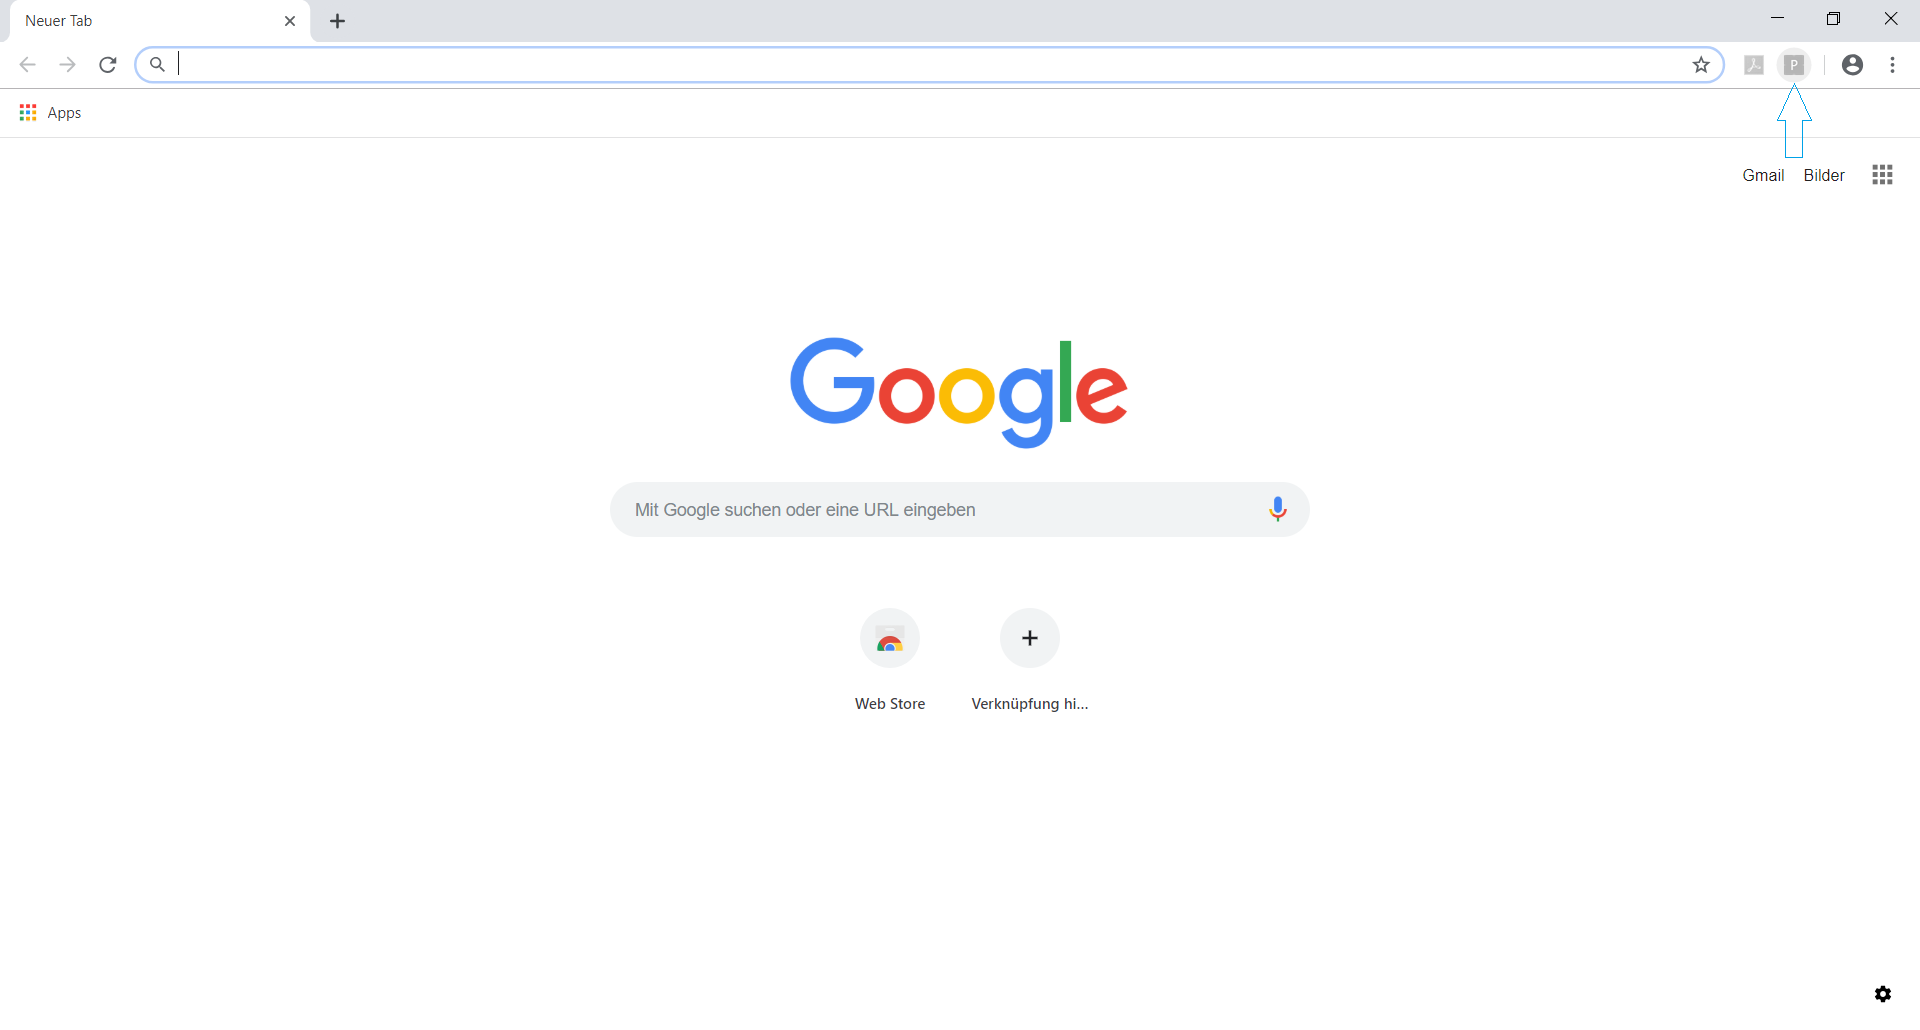 Neuer Tab
P
Apps
Gmail Bilder
Google
Mit Google suchen oder eine URL eingeben
Web Store Verknüpfung hi...